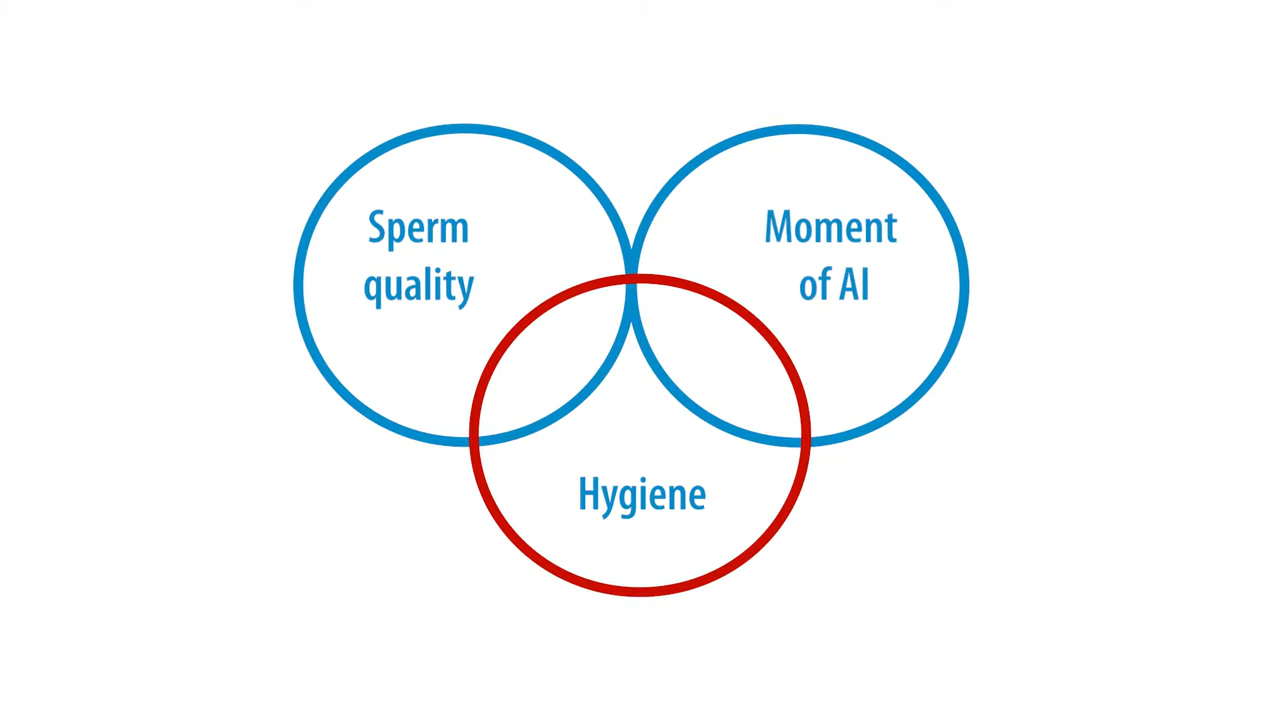 Sperm
quality
Moment
of AI
Hygiene